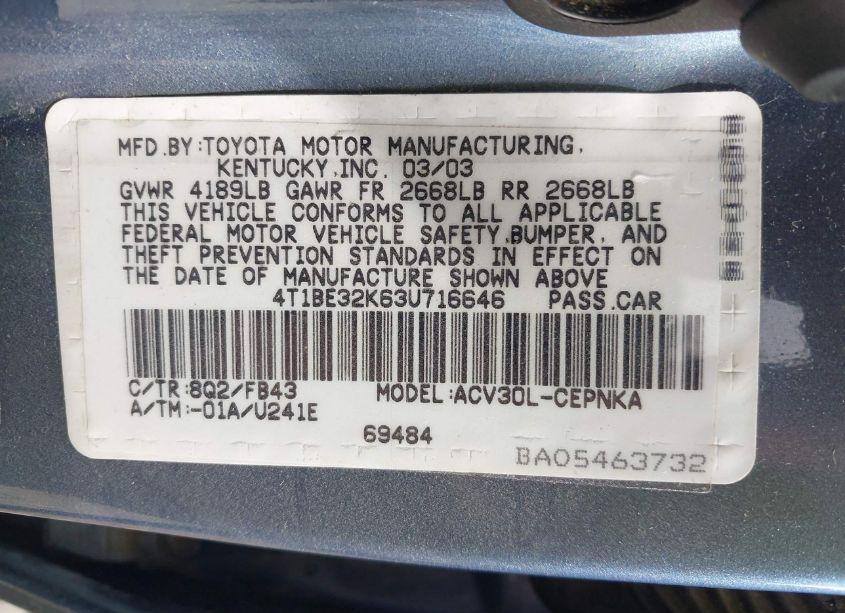 MFD.BY:TOYOTA MOTOR MANUFACTURING,
KENTUCKY,INC. 03/03
GVWR 4189LB GAWR FR 2668LB RR 2668LB
THIS VEHICLE CONFORMS TO ALL APPLICABLE
FEDERAL MOTOR VEHICLE SAFETY,BUMPER, AND
THEFT PREVENTION STANDARDS IN EFFECT ON
THE DATE OF MANUFACTURE SHOWN ABOVE
4T1BE32K63U716646 PASS.CAR
C/TR:8Q2/FB43 MODEL:ACV30L-CEPNKA
A/TM:-01A/U241E
69484
BA05463732